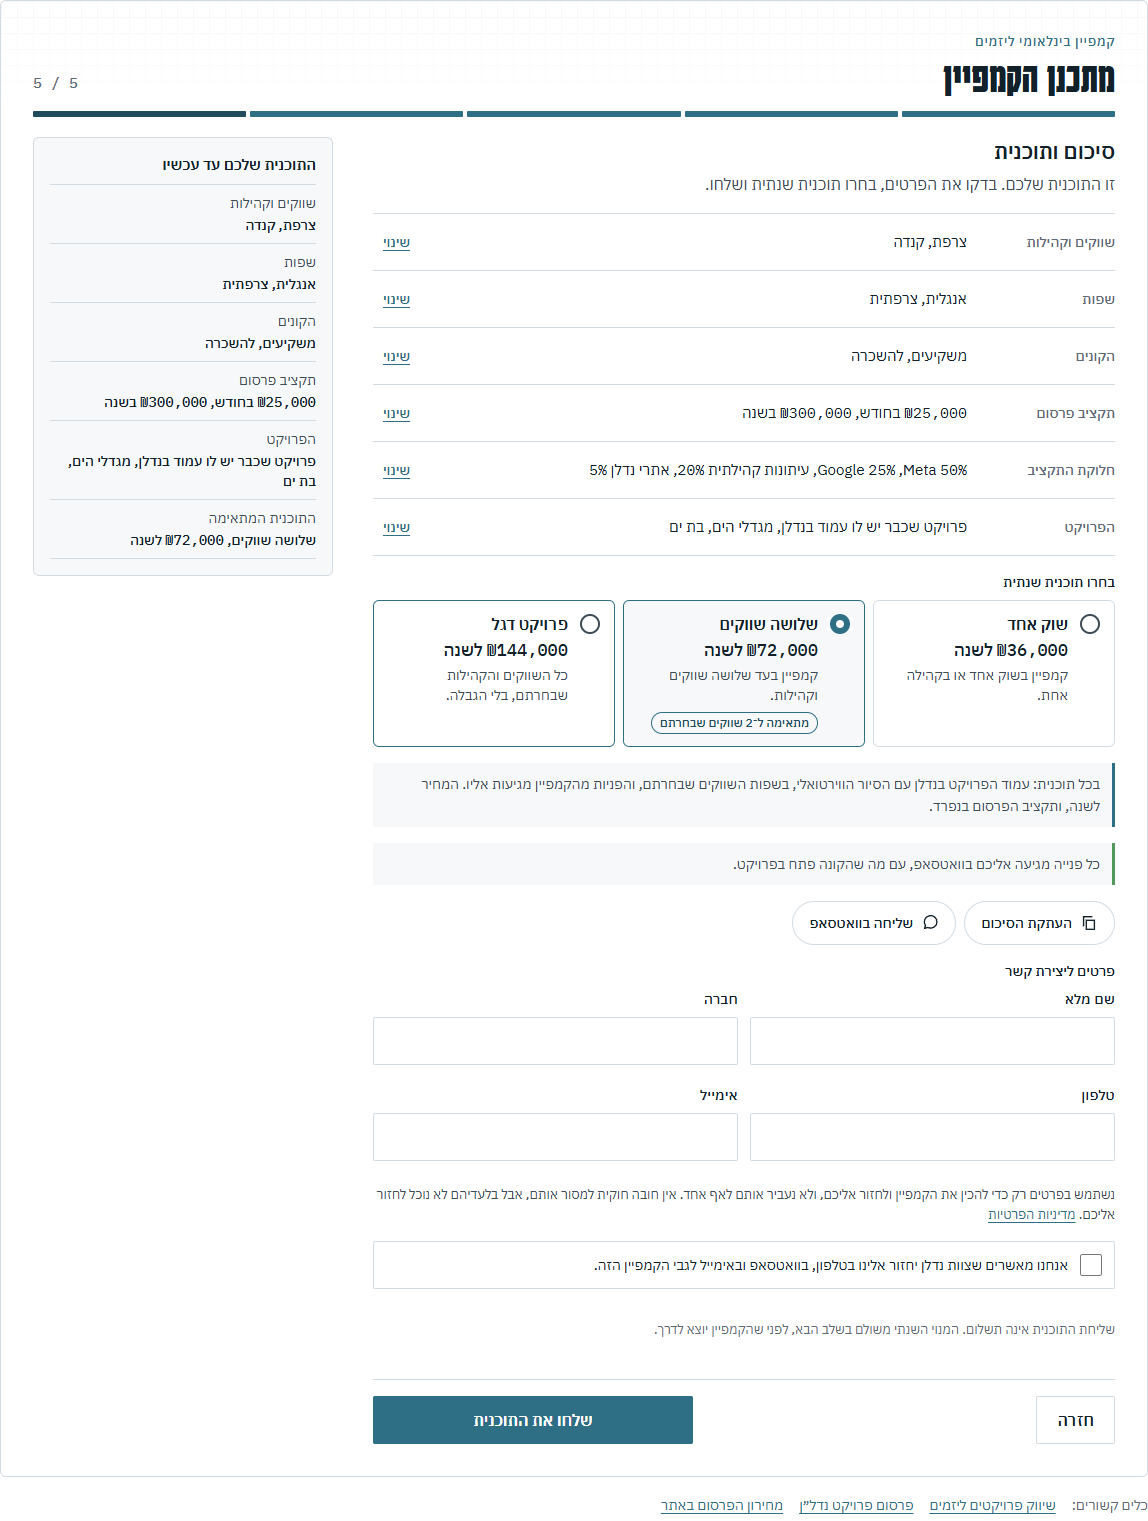 קמפיין בינלאומי ליזמים
מתכנן הקמפיין
5 / 5
סיכום ותוכנית
זו התוכנית שלכם. בדקו את הפרטים, בחרו תוכנית שנתית ושלחו.
שווקים וקהילות
צרפת, קנדה
שינוי
שפות
אנגלית, צרפתית
שינוי
הקונים
משקיעים, להשכרה
שינוי
תקציב פרסום
₪25,000 בחודש, ₪300,000 בשנה
שינוי
חלוקת התקציב
Meta 50%, Google 25%, עיתונות קהילתית 20%, אתרי נדלן 5%
שינוי
הפרויקט
פרויקט שכבר יש לו עמוד בנדלן, מגדלי הים, בת ים
שינוי
בחרו תוכנית שנתית
שוק אחד
₪36,000 לשנה
קמפיין בשוק אחד או בקהילה
אחת.
שלושה שווקים
₪72,000 לשנה
קמפיין בעד שלושה שווקים
וקהילות.
מתאימה ל־2 שווקים שבחרתם
פרויקט דגל
₪144,000 לשנה
כל השווקים והקהילות
שבחרתם, בלי הגבלה.
בכל תוכנית: עמוד הפרויקט בנדלן עם הסיור הווירטואלי, בשפות השווקים שבחרתם, והפניות מהקמפיין מגיעות אליו. המחיר
לשנה, ותקציב הפרסום בנפרד.
כל פנייה מגיעה אליכם בוואטסאפ, עם מה שהקונה פתח בפרויקט.
העתקת הסיכום
שליחה בוואטסאפ
פרטים ליצירת קשר
שם מלא
חברה
טלפון
אימייל
נשתמש בפרטים רק כדי להכין את הקמפיין ולחזור אליכם, ולא נעביר אותם לאף אחד. אין חובה חוקית למסור אותם, אבל בלעדיהם לא נוכל לחזור
אליכם. מדיניות הפרטיות
אנחנו מאשרים שצוות נדלן יחזור אלינו בטלפון, בוואטסאפ ובאימייל לגבי הקמפיין הזה.
שליחת התוכנית אינה תשלום. המנוי השנתי משולם בשלב הבא, לפני שהקמפיין יוצא לדרך.
חזרה
שלחו את התוכנית
התוכנית שלכם עד עכשיו
שווקים וקהילות
צרפת, קנדה
שפות
אנגלית, צרפתית
הקונים
משקיעים, להשכרה
תקציב פרסום
₪25,000 בחודש, ₪300,000 בשנה
הפרויקט
פרויקט שכבר יש לו עמוד בנדלן, מגדלי הים,
בת ים
התוכנית המתאימה
שלושה שווקים, ₪72,000 לשנה
כלים קשורים: שיווק פרויקטים ליזמים פרסום פרויקט נדל״ן מחירון הפרסום באתר